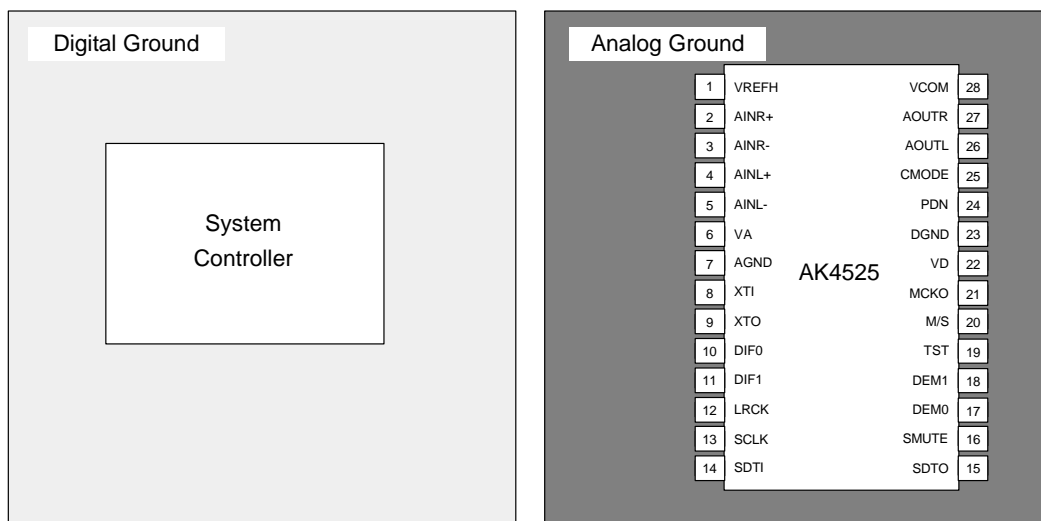 Digital Ground
System
Controller
Analog Ground
1 VREFH VCOM 28
2 AINR+ AOUTR 27
3 AINR- AOUTL 26
4 AINL+ CMODE 25
5 AINL- PDN 24
6 VA DGND 23
7 AGND VD 22
AK4525
8 XTI MCKO 21
9 XTO M/S 20
10 DIF0 TST 19
11 DIF1 DEM1 18
12 LRCK DEM0 17
13 SCLK SMUTE 16
14 SDTI SDTO 15